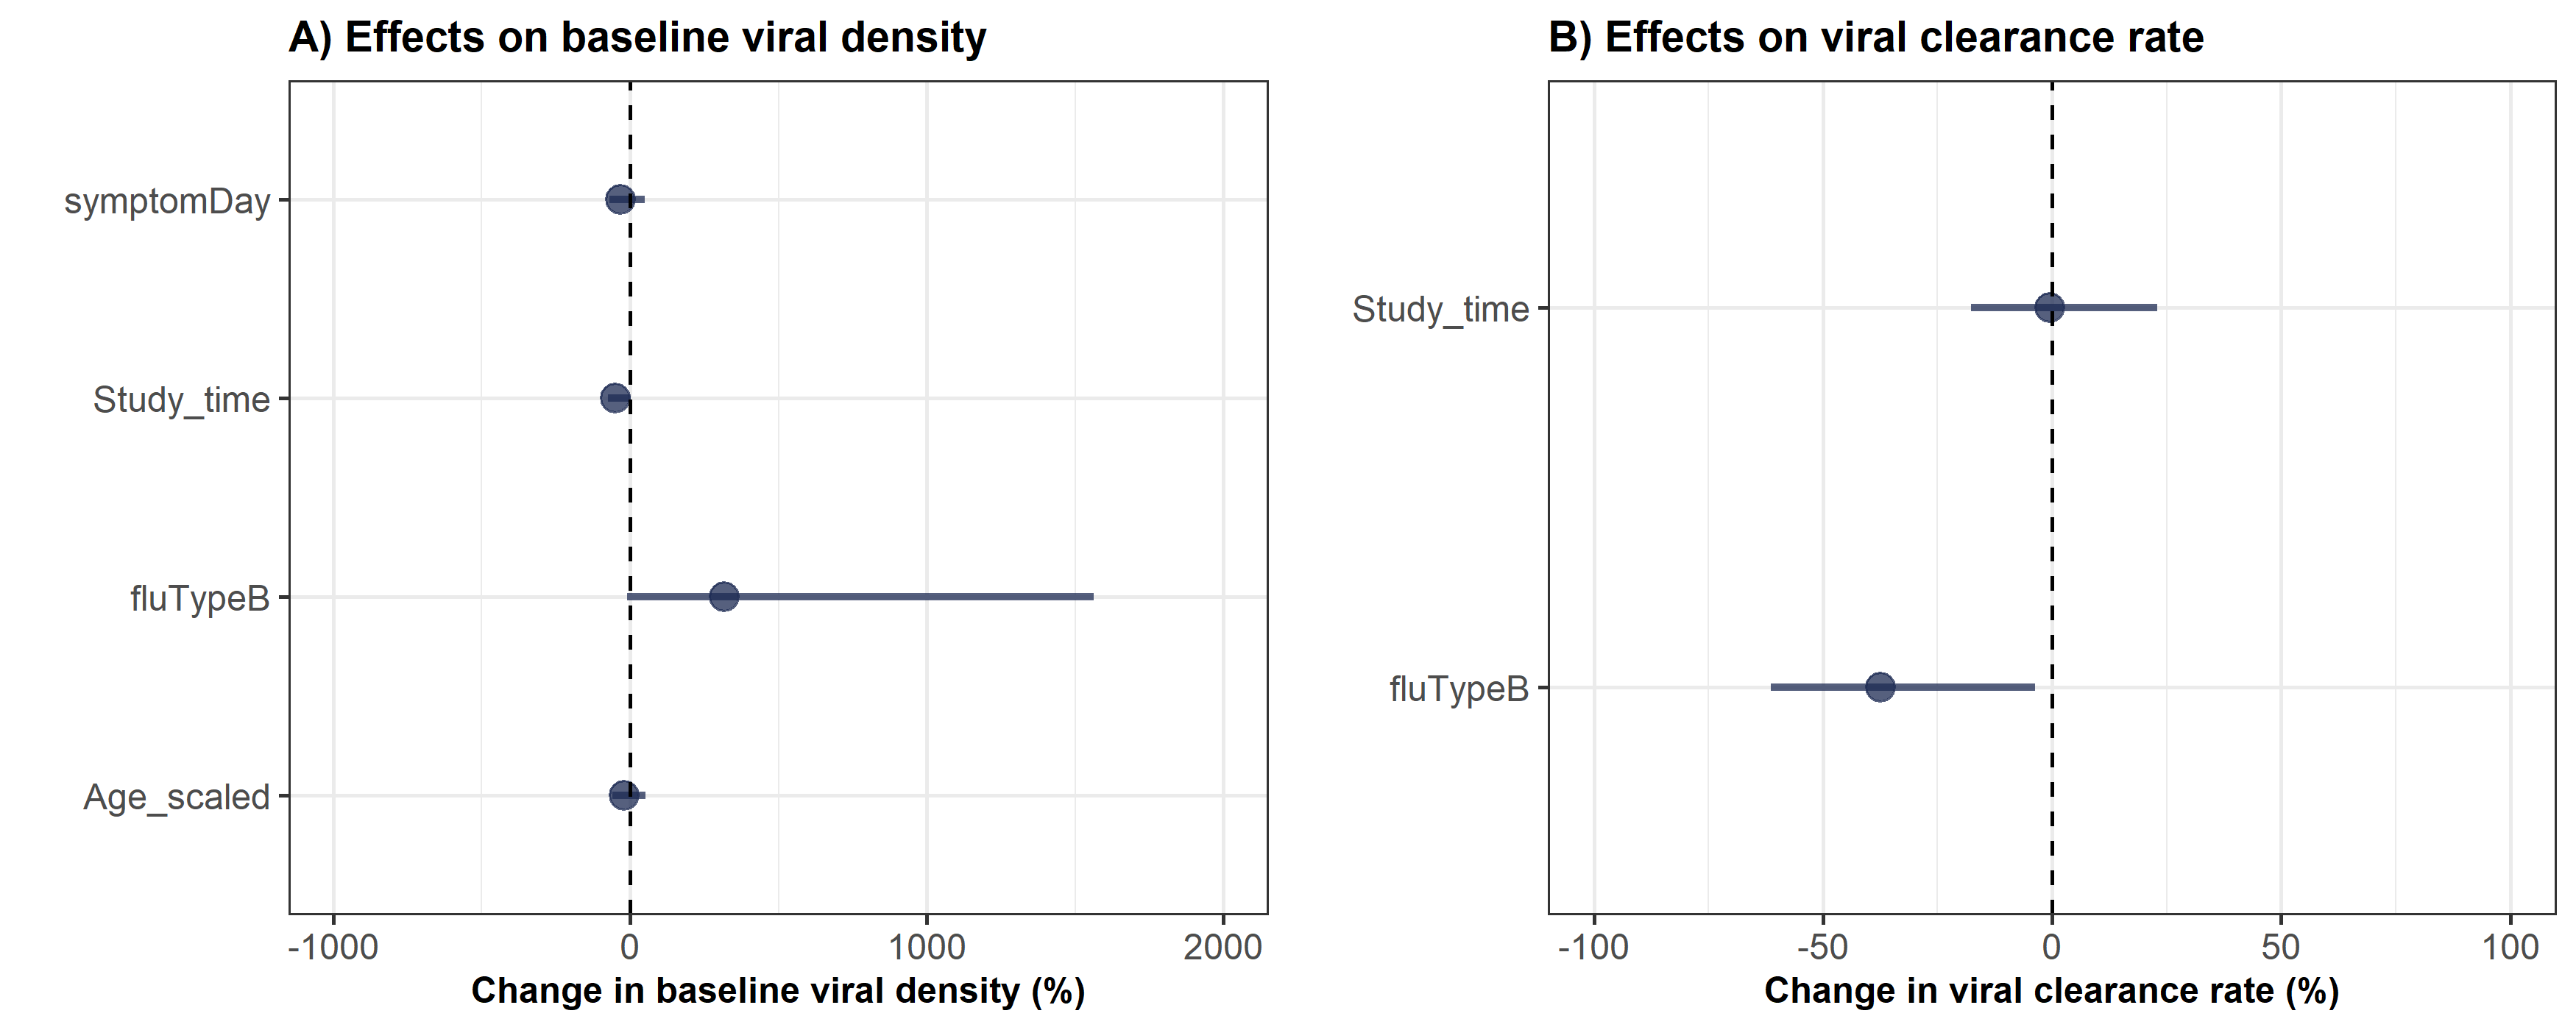 A) Effects on baseline viral density
symptomDay
Study_time
fluTypeB
Age_scaled
-1000 0 1000 2000
Change in baseline viral density (%)
B) Effects on viral clearance rate
Study_time
fluTypeB
-100 -50 0 50 100
Change in viral clearance rate (%)